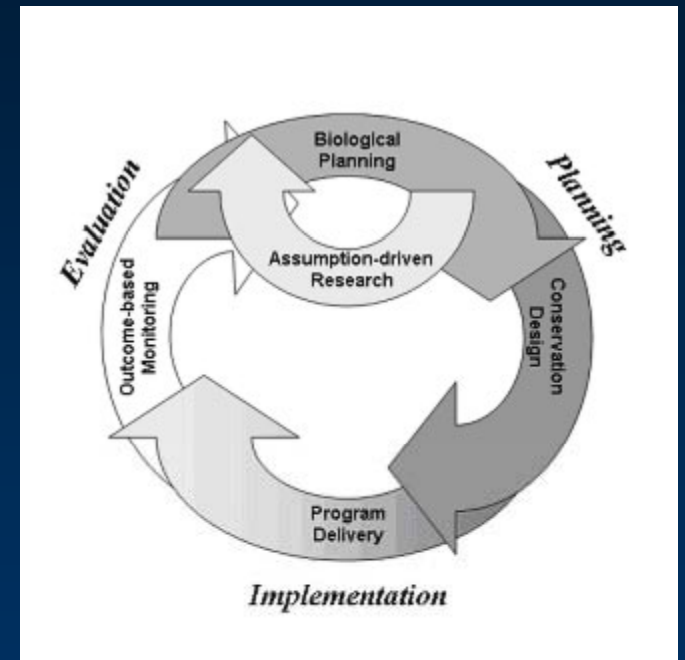 Biological
Planning
Planning
Assumption-driven
Research
Conservation
Design
Program
Delivery
Implementation
Outcome-based
Monitoring
Evaluation